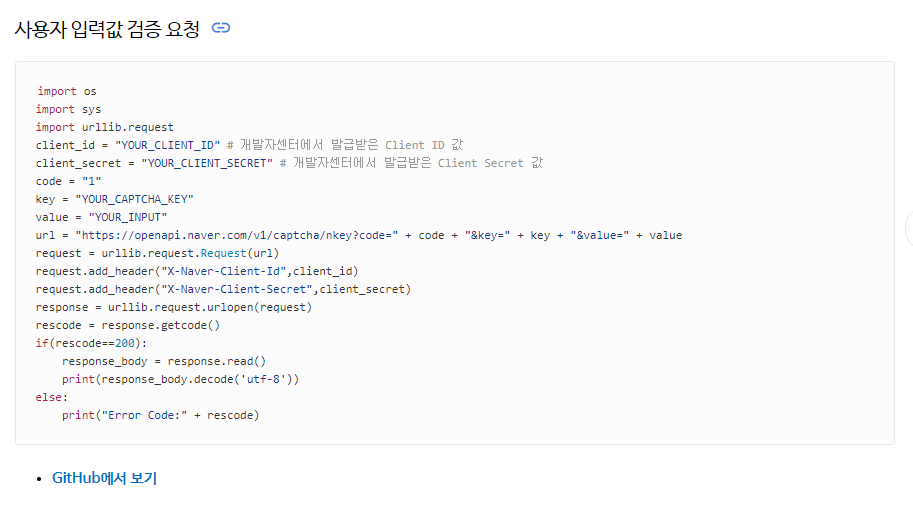 사용자 입력값 검증 요청
import os
import sys
import urllib.request
client_id = "YOUR_CLIENT_ID" # 개발자센터에서 발급받은 Client ID 값
client_secret = "YOUR_CLIENT_SECRET" # 개발자센터에서 발급받은 Client Secret 값
code = "1"
key = "YOUR_CAPTCHA_KEY"
value = "YOUR_INPUT"
url = "https://openapi.naver.com/v1/captcha/nkey?code=" + code + "&key=" + key + "&value=" + value
request = urllib.request.Request(url)
request.add_header("X-Naver-Client-Id",client_id)
request.add_header("X-Naver-Client-Secret",client_secret)
response = urllib.request.urlopen(request)
rescode = response.getcode()
if(rescode==200):
    response_body = response.read()
    print(response_body.decode('utf-8'))
else:
    print("Error Code:" + rescode)
• GitHub에서 보기